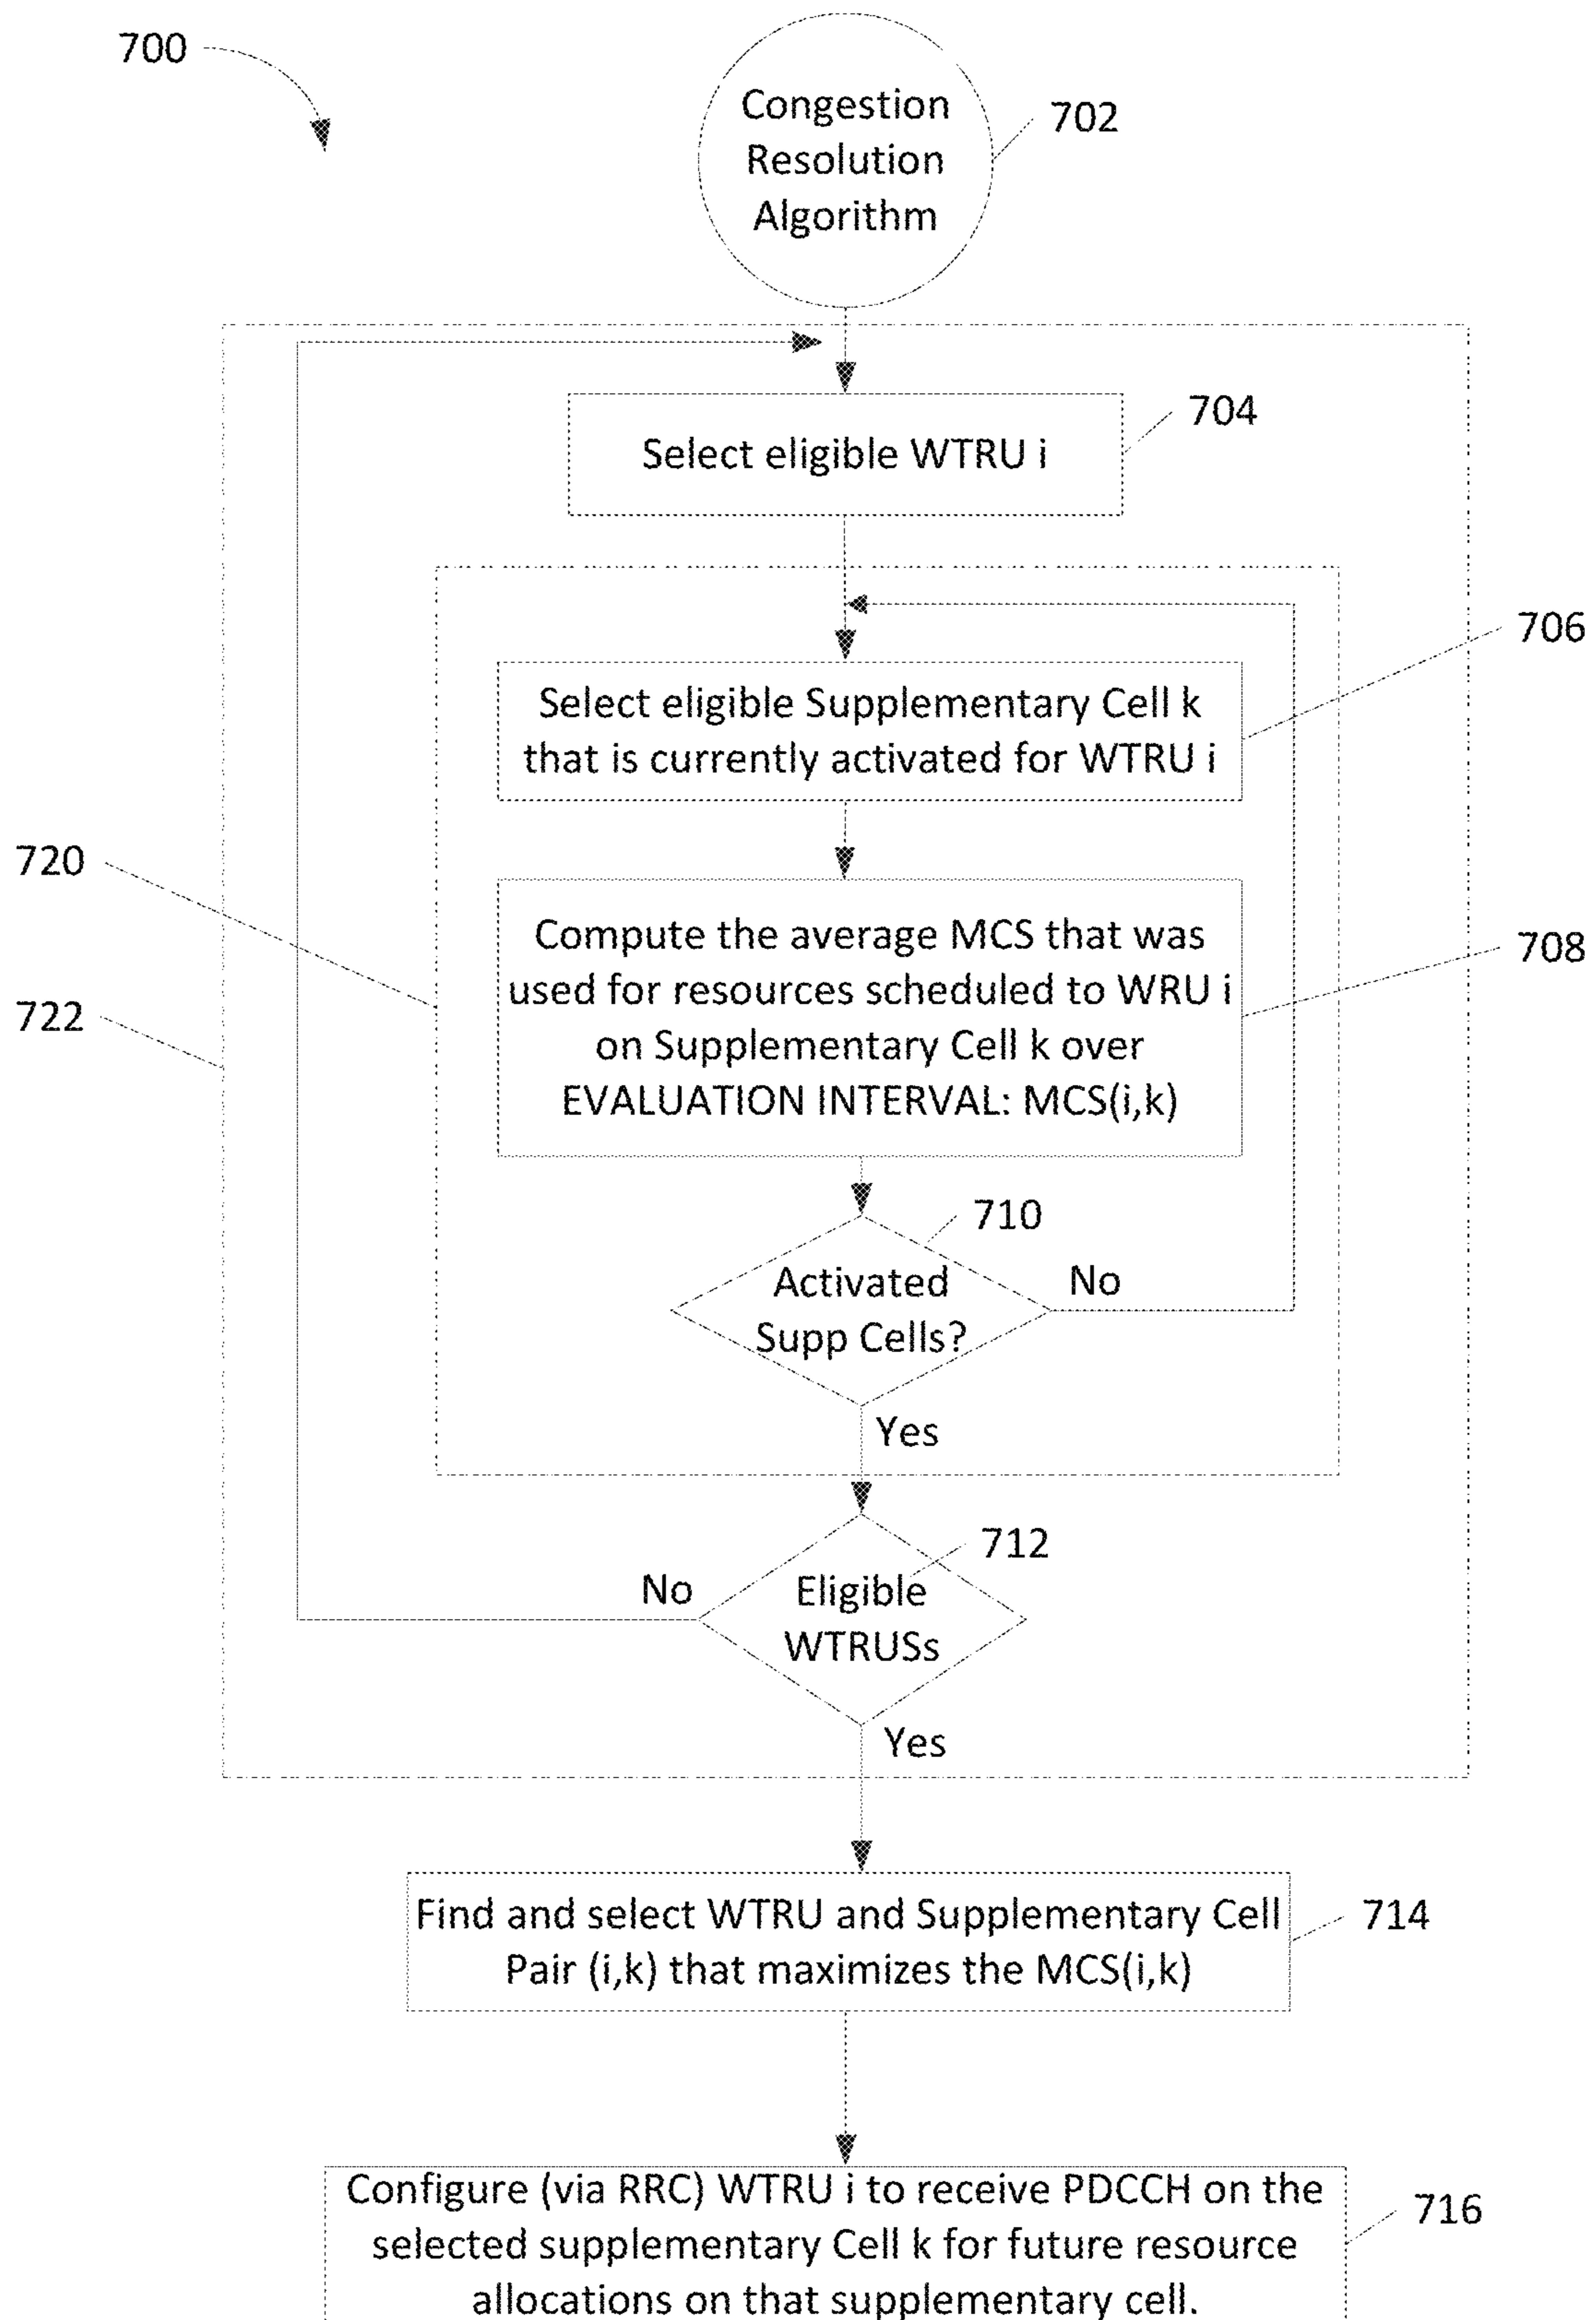 700
Congestion
Resolution
Algorithm
702
704
Select eligible WTRU i
706
Select eligible Supplementary Cell k
that is currently activated for WTRU i
720
Compute the average MCS that was
used for resources scheduled to WRU i
on Supplementary Cell k over
EVALUATION INTERVAL: MCS(i,k)
708
722
710
Activated
Supp Cells?
No
Yes
712
Eligible
WTRUSs
No
Yes
Find and select WTRU and Supplementary Cell
Pair (i,k) that maximizes the MCS(i,k)
714
Configure (via RRC) WTRU i to receive PDCCH on the
selected supplementary Cell k for future resource
allocations on that supplementary cell.
716